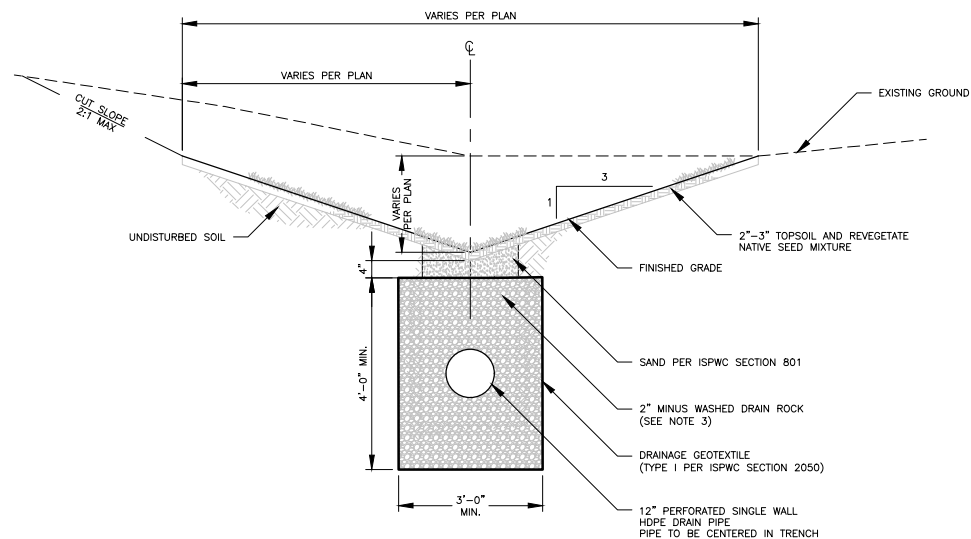 VARIES PER PLAN
℄
VARIES PER PLAN
EXISTING GROUND
CUT SLOPE
2:1 MAX
VARIES
PER PLAN
3
1
UNDISTURBED SOIL
2"-3" TOPSOIL AND REVEGETATE
NATIVE SEED MIXTURE
FINISHED GRADE
4"
SAND PER ISPWC SECTION 801
4'-0" MIN.
2" MINUS WASHED DRAIN ROCK
(SEE NOTE 3)
DRAINAGE GEOTEXTILE
(TYPE I PER ISPWC SECTION 2050)
3'-0"
MIN.
12" PERFORATED SINGLE WALL
HDPE DRAIN PIPE
PIPE TO BE CENTERED IN TRENCH